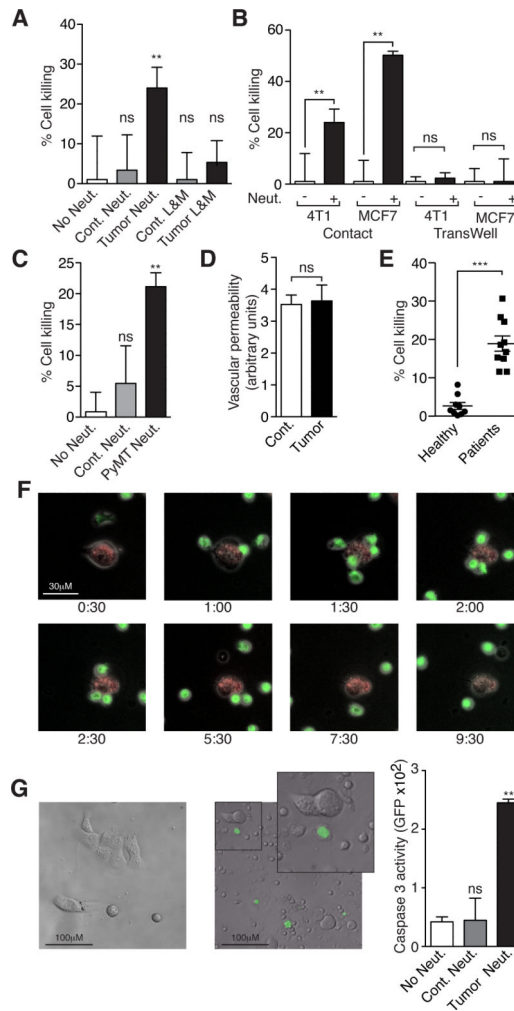 A
% Cell killing
40
30
20
10
0
ns
**
ns
ns
No Neut.
Cont. Neut.
Tumor Neut.
Cont. L&M
Tumor L&M
B
% Cell killing
60
40
20
0
**
**
ns
ns
Neut. - + - + - + - +
4T1 MCF7 4T1 MCF7
Contact TransWell
C
% Cell killing
25
20
15
10
5
0
ns
**
No Neut.
Cont. Neut.
PyMT Neut.
D
Vascular permeability
(arbitrary units)
5
4
3
2
1
0
ns
Cont.
Tumor
E
% Cell killing
40
30
20
10
0
***
Healthy
Patients
F
30µM
0:30 1:00 1:30 2:00
2:30 5:30 7:30 9:30
G
100µM
100µM
Caspase 3 activity (GFP x10²)
3
2
1
0
ns
**
No Neut.
Cont. Neut.
Tumor Neut.